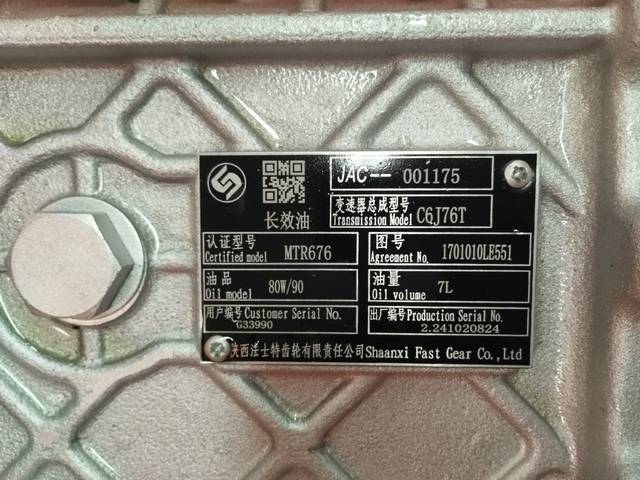 JAC-- 001175
长效油
变速器总成型号
Transmission Model C6J76T
认证型号
Certified model MTR676
图号
Agreement No. 1701010LE551
油品
Oil model 80W/90
油量
Oil volume 7L
用户编号 Customer Serial No.
G33990
出厂编号 Production Serial No.
2.241020824
陕西法士特齿轮有限责任公司 Shaanxi Fast Gear Co.,Ltd